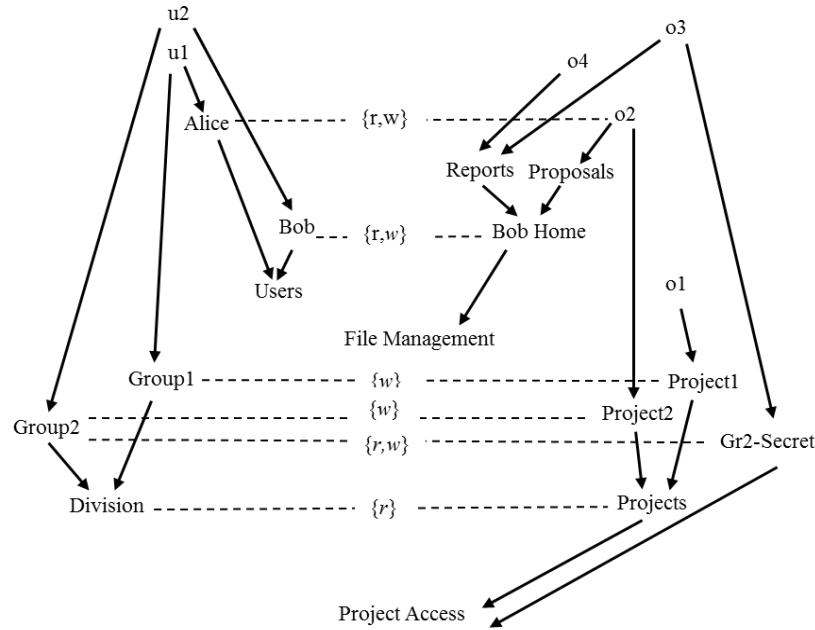 u2
o3
u1
o4
Alice
{r,w}
o2
Reports
Proposals
Bob
{r,w}
Bob Home
Users
o1
File Management
Group1
{w}
Project1
Group2
{w}
Project2
{r,w}
Gr2-Secret
Division
{r}
Projects
Project Access